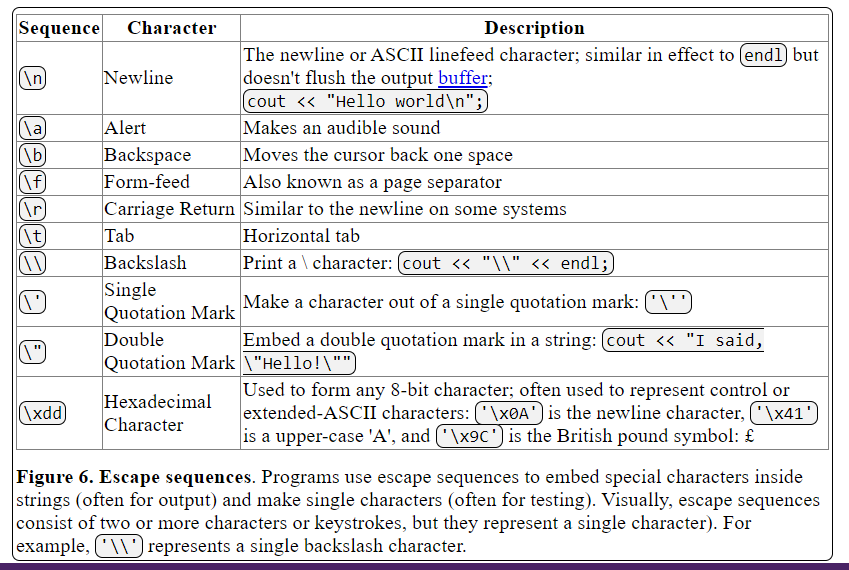 Sequence Character Description
\n Newline The newline or ASCII linefeed character; similar in effect to endl but
doesn't flush the output buffer;
cout << "Hello world\n";
\a Alert Makes an audible sound
\b Backspace Moves the cursor back one space
\f Form-feed Also known as a page separator
\r Carriage Return Similar to the newline on some systems
\t Tab Horizontal tab
\\ Backslash Print a \ character: cout << "\\" << endl;
\' Single
Quotation Mark Make a character out of a single quotation mark: '\''
\" Double
Quotation Mark Embed a double quotation mark in a string: cout << "I said,
\"Hello!\""
\xdd Hexadecimal
Character Used to form any 8-bit character; often used to represent control or
extended-ASCII characters: '\x0A' is the newline character, '\x41'
is a upper-case 'A', and '\x9C' is the British pound symbol: £
Figure 6. Escape sequences. Programs use escape sequences to embed special characters inside
strings (often for output) and make single characters (often for testing). Visually, escape sequences
consist of two or more characters or keystrokes, but they represent a single character). For
example, '\\' represents a single backslash character.